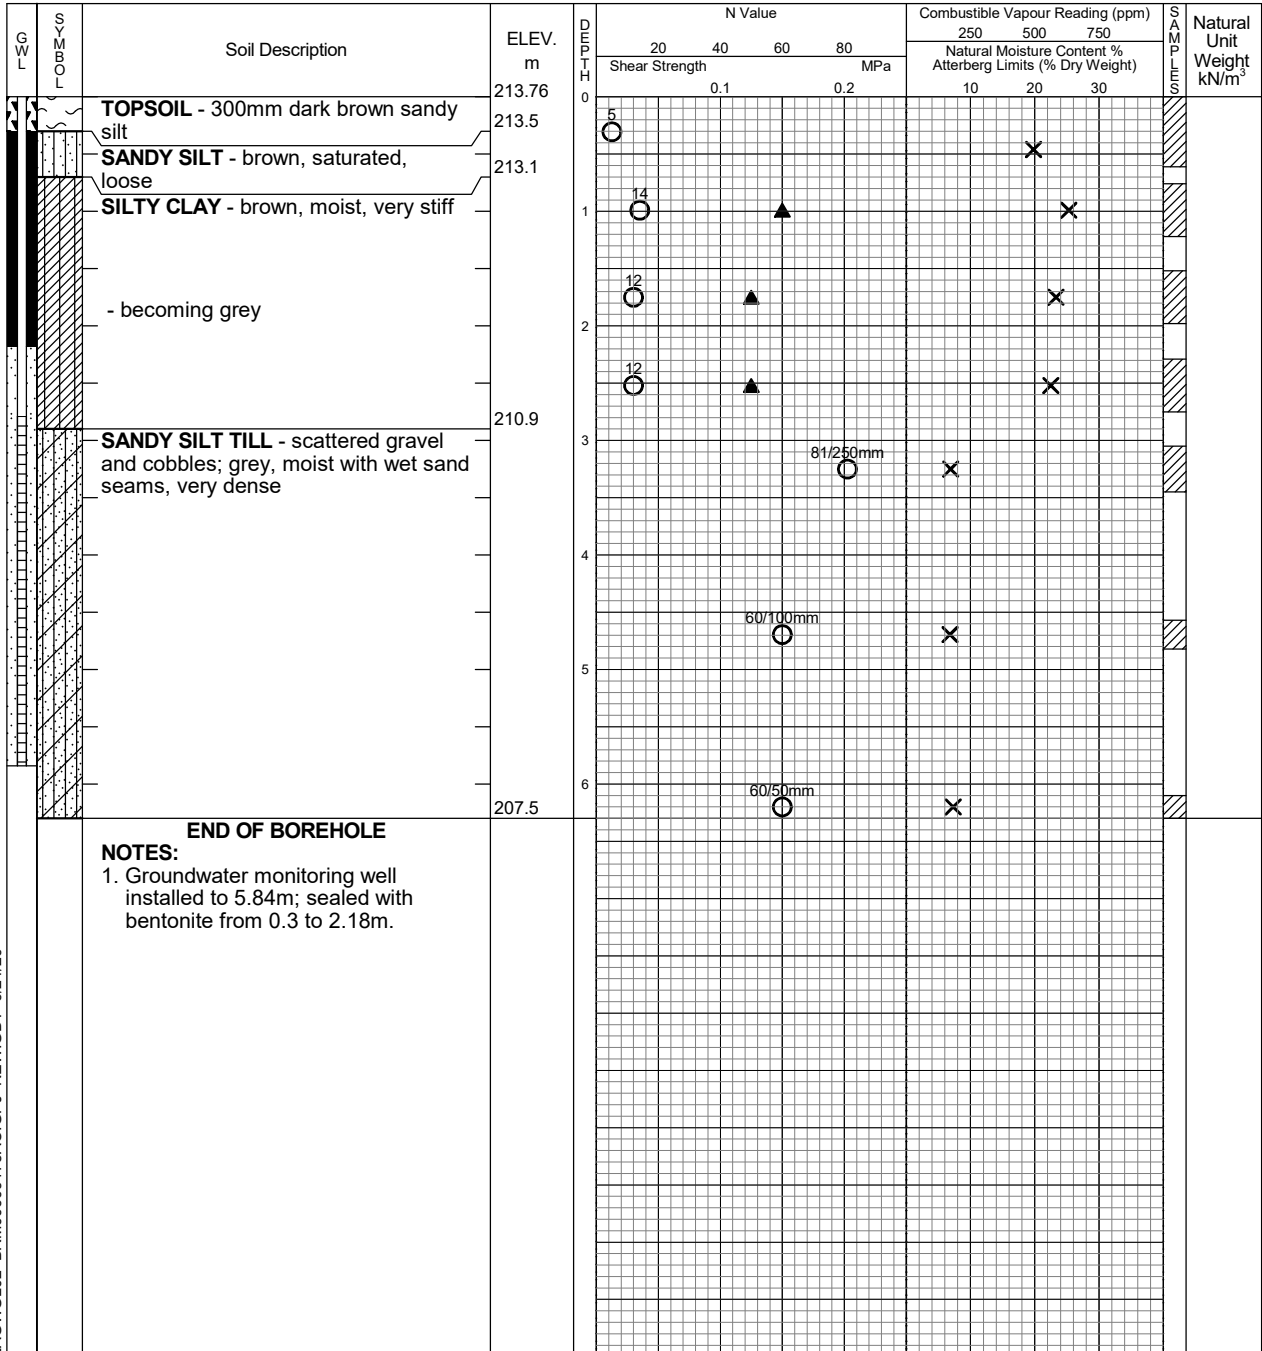 GWL
SYMBOL
Soil Description
ELEV.
m
DEPTH
N Value
20 40 60 80
Shear Strength MPa
0.1 0.2
Combustible Vapour Reading (ppm)
250 500 750
Natural Moisture Content %
Atterberg Limits (% Dry Weight)
10 20 30
SAMPLES
Natural
Unit
Weight
kN/m³
213.76
0
TOPSOIL - 300mm dark brown sandy
silt
213.5
5
SANDY SILT - brown, saturated,
loose
213.1
SILTY CLAY - brown, moist, very stiff
14
1
- becoming grey
12
2
12
210.9
SANDY SILT TILL - scattered gravel
and cobbles; grey, moist with wet sand
seams, very dense
3
81/250mm
4
60/100mm
5
6
60/50mm
207.5
END OF BOREHOLE
NOTES:
1. Groundwater monitoring well
installed to 5.84m; sealed with
bentonite from 0.3 to 2.18m.